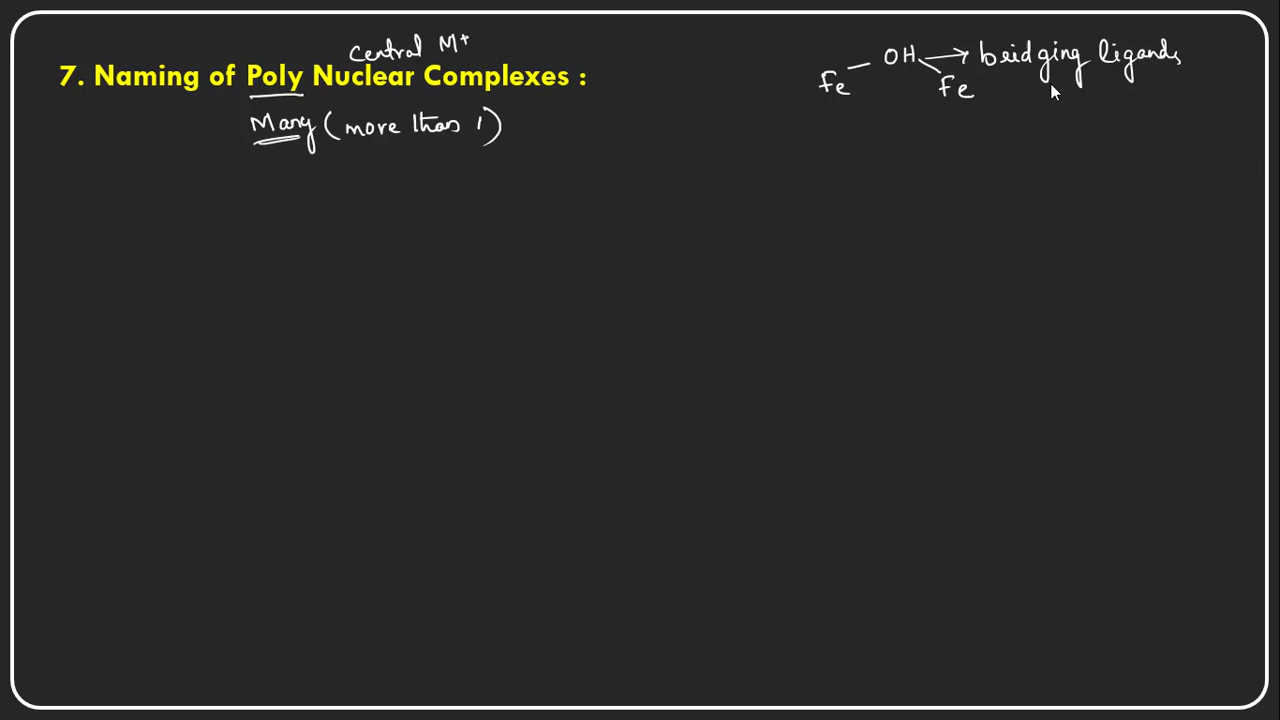 Central M+
7. Naming of Poly Nuclear Complexes :
Many (more than 1)
OH → bridging ligands
Fe Fe